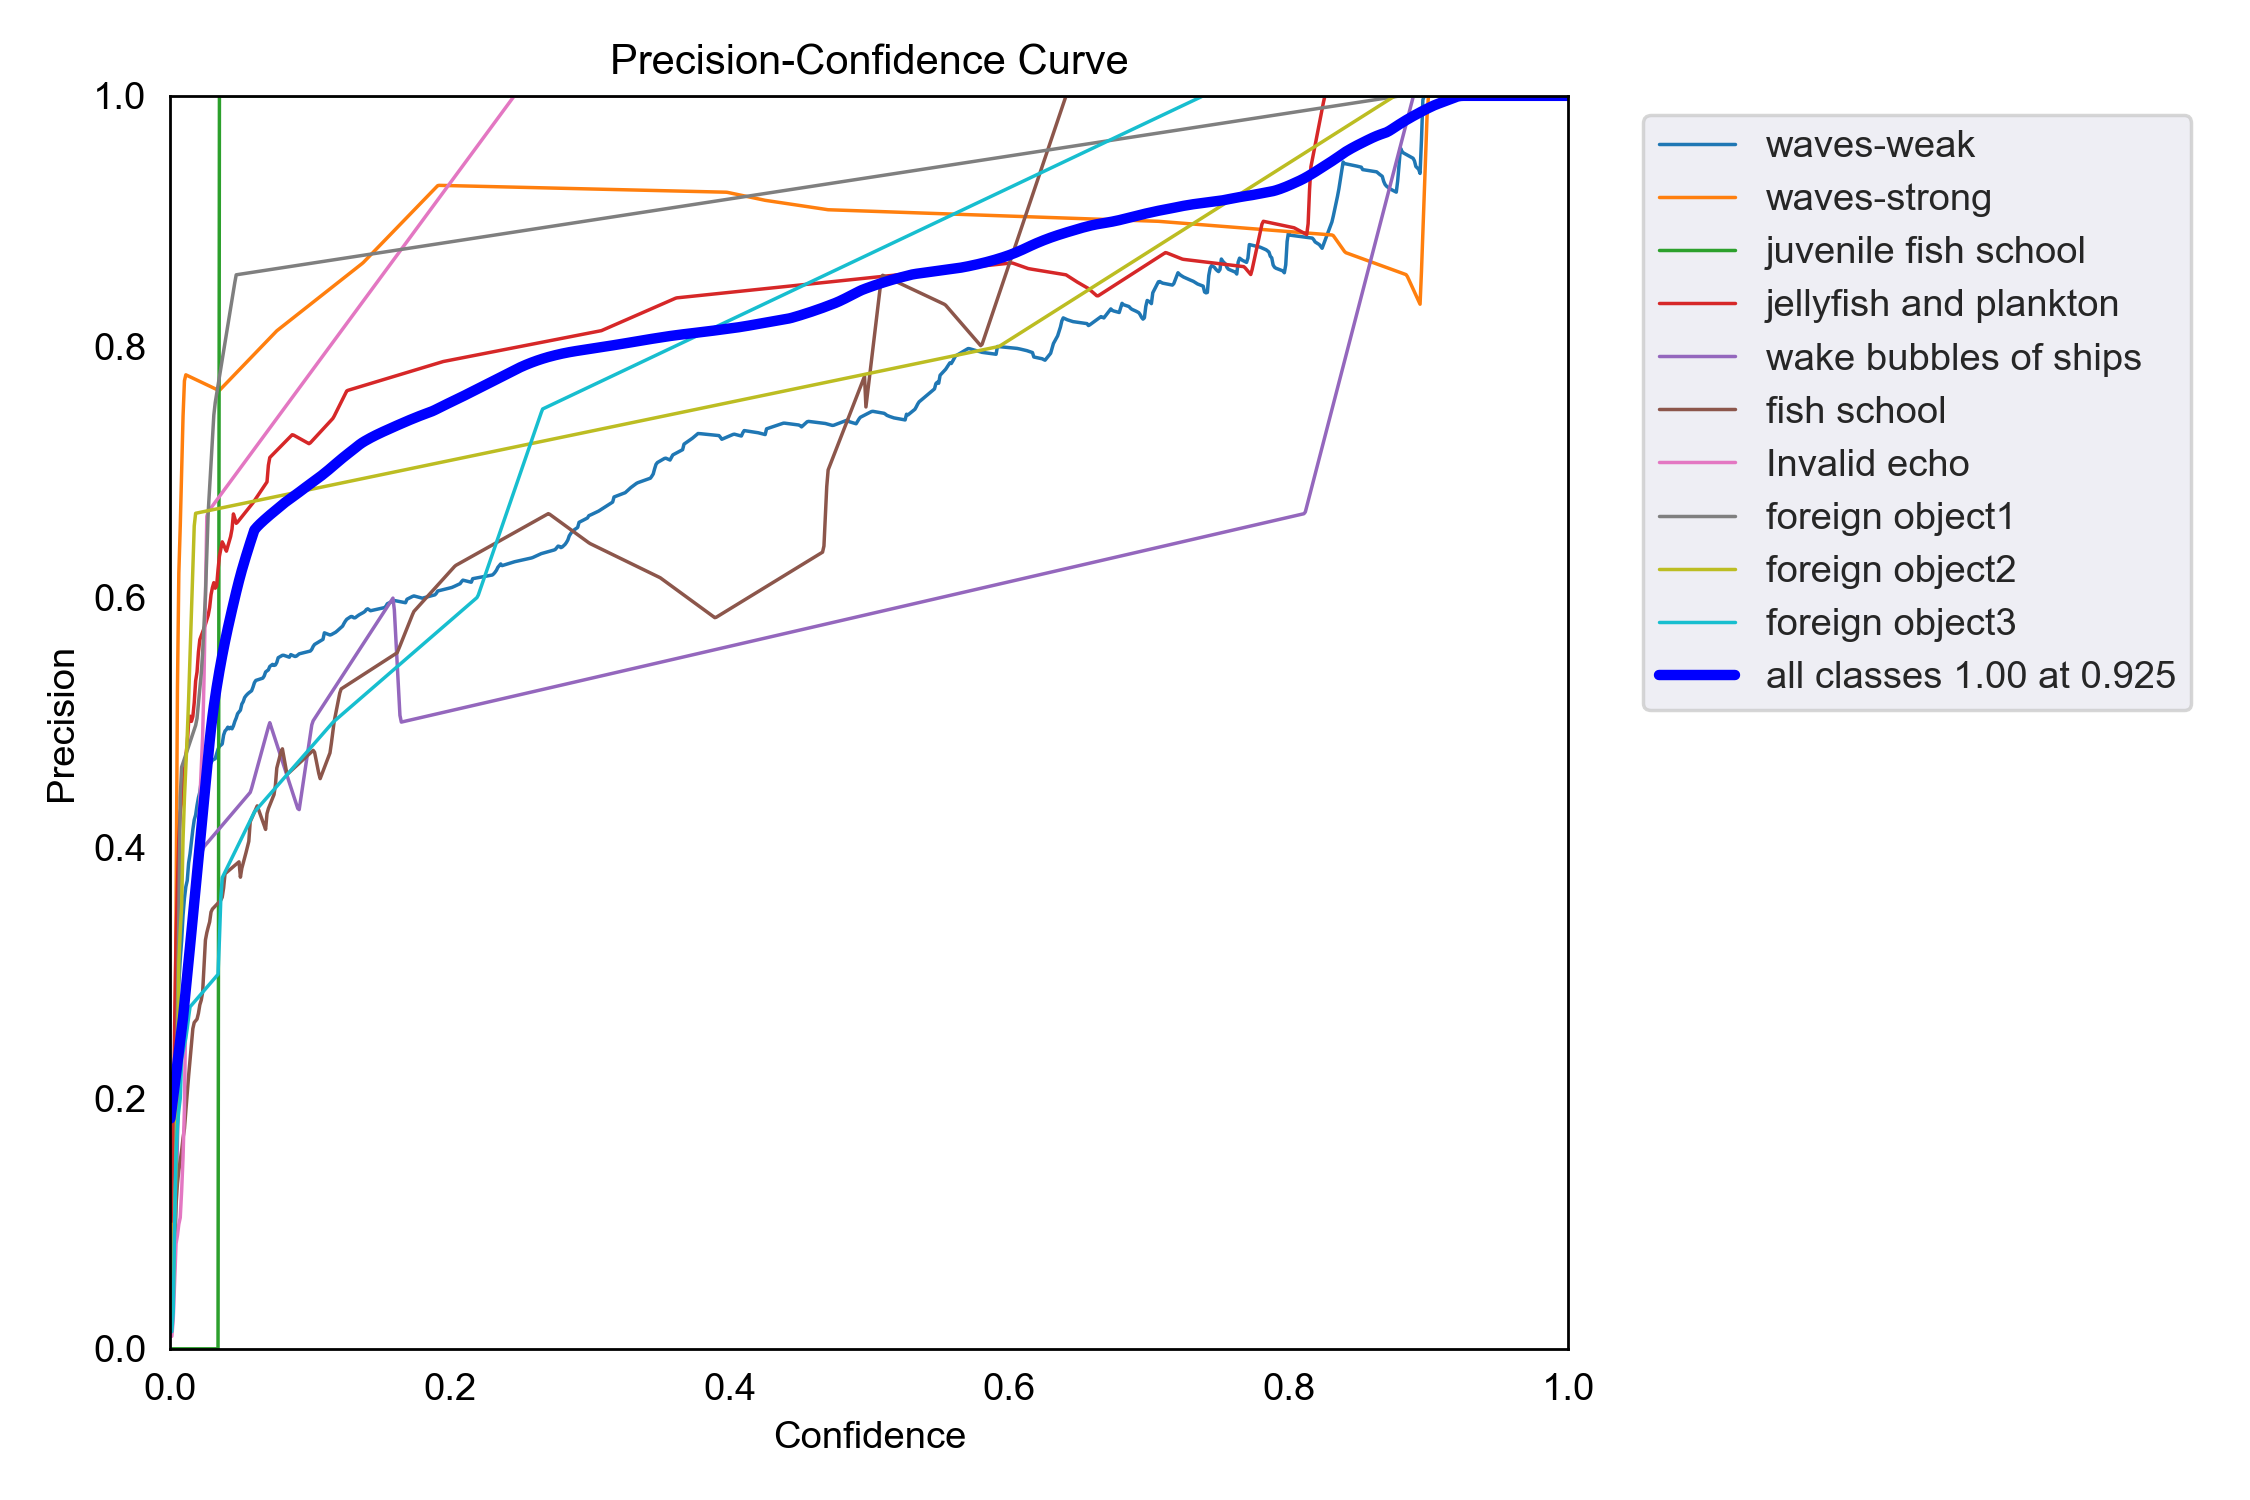 Precision-Confidence Curve
1.0
0.8
0.6
0.4
0.2
0.0
Precision
0.0 0.2 0.4 0.6 0.8 1.0
Confidence
waves-weak
waves-strong
juvenile fish school
jellyfish and plankton
wake bubbles of ships
fish school
Invalid echo
foreign object1
foreign object2
foreign object3
all classes 1.00 at 0.925